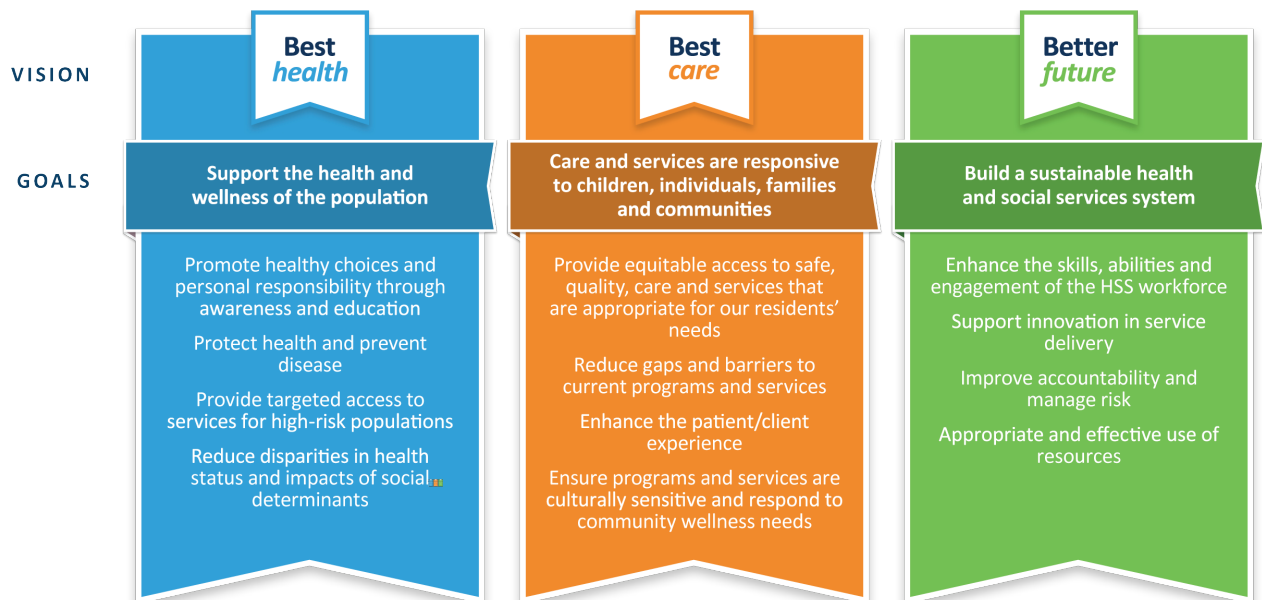 VISION
Best
health
Best
care
Better
future
GOALS
Support the health and
wellness of the population
Care and services are responsive
to children, individuals, families
and communities
Build a sustainable health
and social services system
Promote healthy choices and
personal responsibility through
awareness and education
Protect health and prevent
disease
Provide targeted access to
services for high-risk populations
Reduce disparities in health
status and impacts of social
determinants
Provide equitable access to safe,
quality, care and services that
are appropriate for our residents’
needs
Reduce gaps and barriers to
current programs and services
Enhance the patient/client
experience
Ensure programs and services are
culturally sensitive and respond to
community wellness needs
Enhance the skills, abilities and
engagement of the HSS workforce
Support innovation in service
delivery
Improve accountability and
manage risk
Appropriate and effective use of
resources